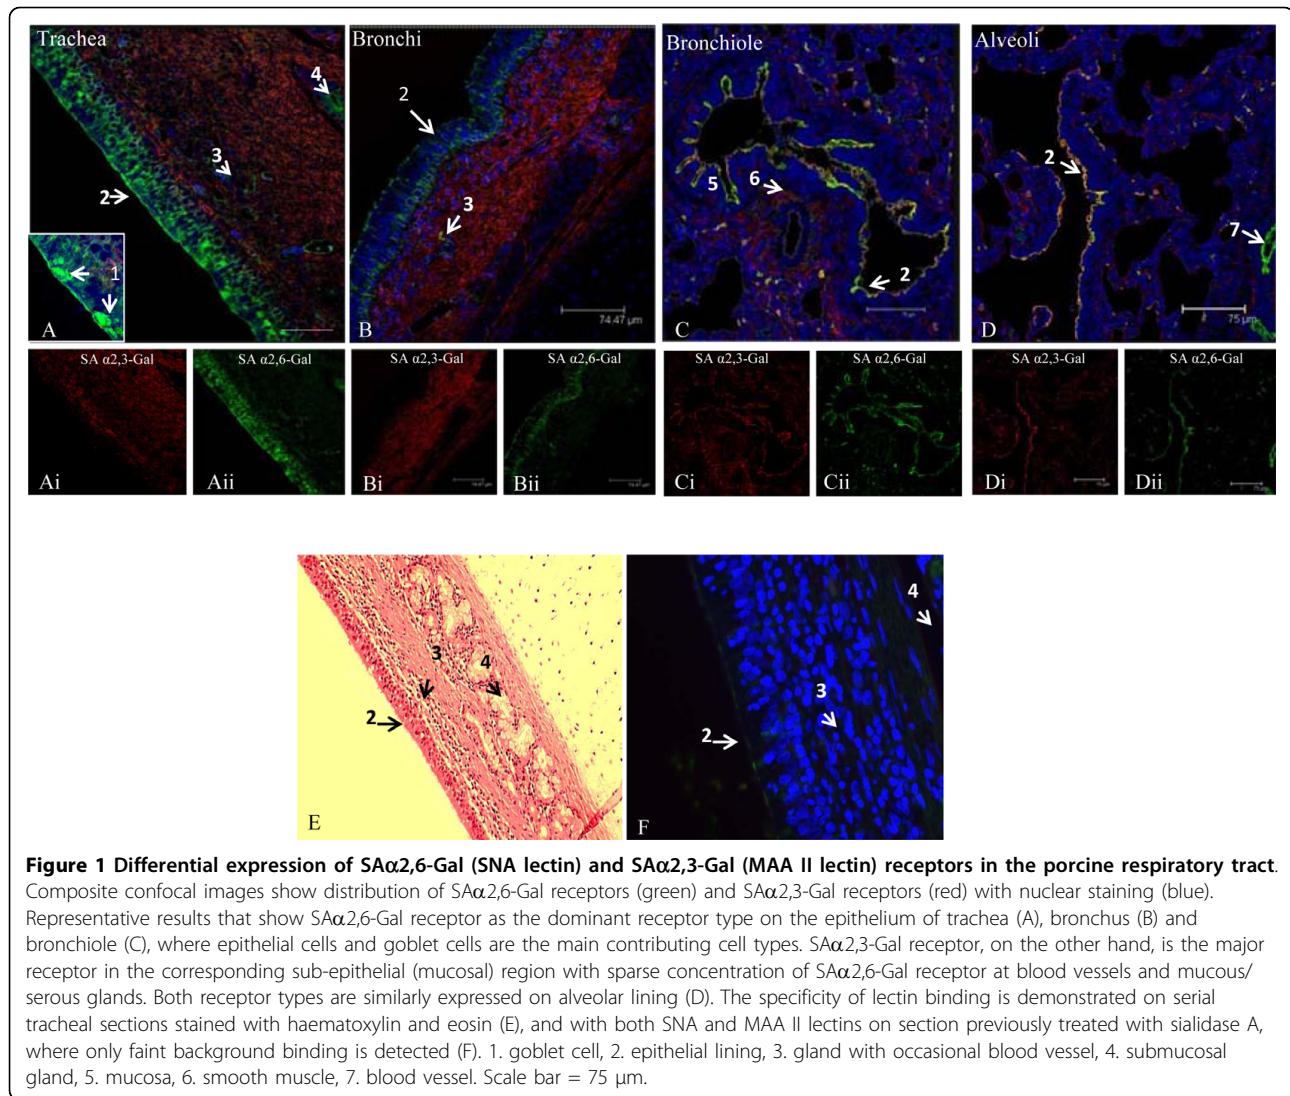 Trachea
4
3
2
1
A
Bronchi
2
3
74.47 µm
B
Bronchiole
5
6
2
C
Alveoli
2
7
75 µm
D
SA α2,3-Gal
Ai
SA α2,6-Gal
Aii
SA α2,3-Gal
74.47 µm
Bi
SA α2,6-Gal
74.47 µm
Bii
SA α2,3-Gal
Ci
SA α2,6-Gal
Cii
SA α2,3-Gal
75 µm
Di
SA α2,6-Gal
75 µm
Dii
3
4
2
E
4
3
2
F
Figure 1 Differential expression of SAα2,6-Gal (SNA lectin) and SAα2,3-Gal (MAA II lectin) receptors in the porcine respiratory tract.
Composite confocal images show distribution of SAα2,6-Gal receptors (green) and SAα2,3-Gal receptors (red) with nuclear staining (blue).
Representative results that show SAα2,6-Gal receptor as the dominant receptor type on the epithelium of trachea (A), bronchus (B) and
bronchiole (C), where epithelial cells and goblet cells are the main contributing cell types. SAα2,3-Gal receptor, on the other hand, is the major
receptor in the corresponding sub-epithelial (mucosal) region with sparse concentration of SAα2,6-Gal receptor at blood vessels and mucous/
serous glands. Both receptor types are similarly expressed on alveolar lining (D). The specificity of lectin binding is demonstrated on serial
tracheal sections stained with haematoxylin and eosin (E), and with both SNA and MAA II lectins on section previously treated with sialidase A,
where only faint background binding is detected (F). 1. goblet cell, 2. epithelial lining, 3. gland with occasional blood vessel, 4. submucosal
gland, 5. mucosa, 6. smooth muscle, 7. blood vessel. Scale bar = 75 μm.